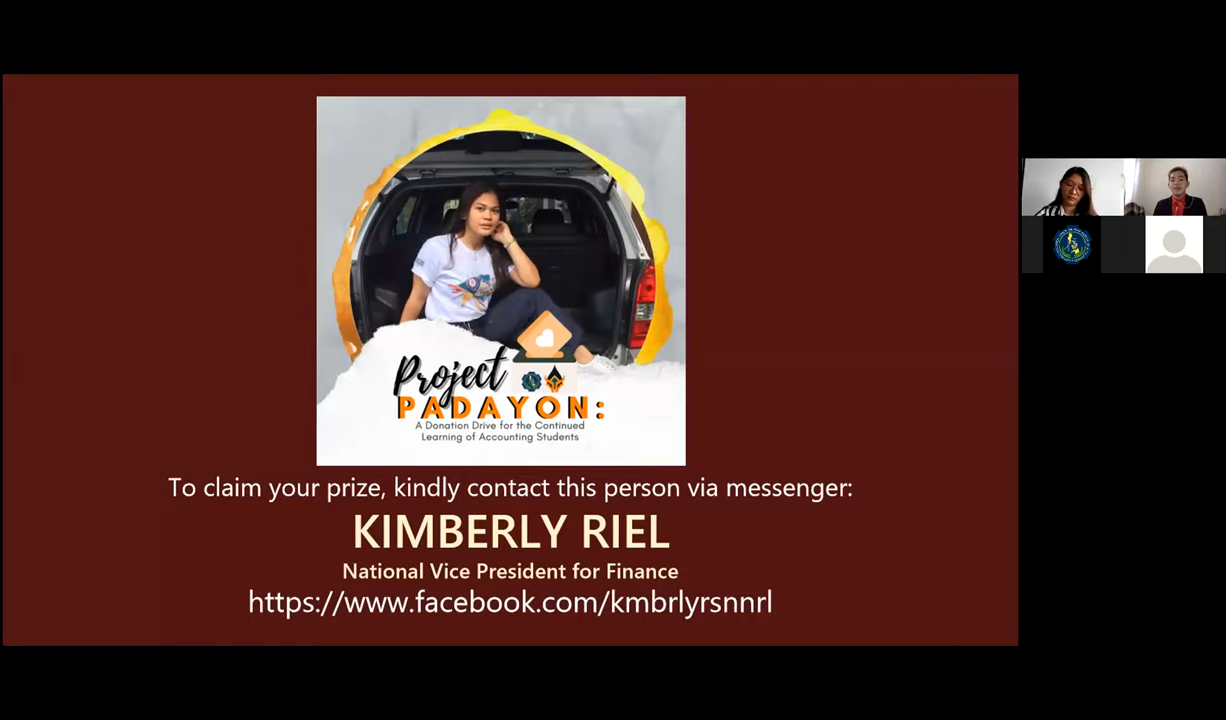 Project
PADAYON:
A Donation Drive for the Continued
Learning of Accounting Students
To claim your prize, kindly contact this person via messenger:
KIMBERLY RIEL
National Vice President for Finance
https://www.facebook.com/kmbrlyrsnnrl